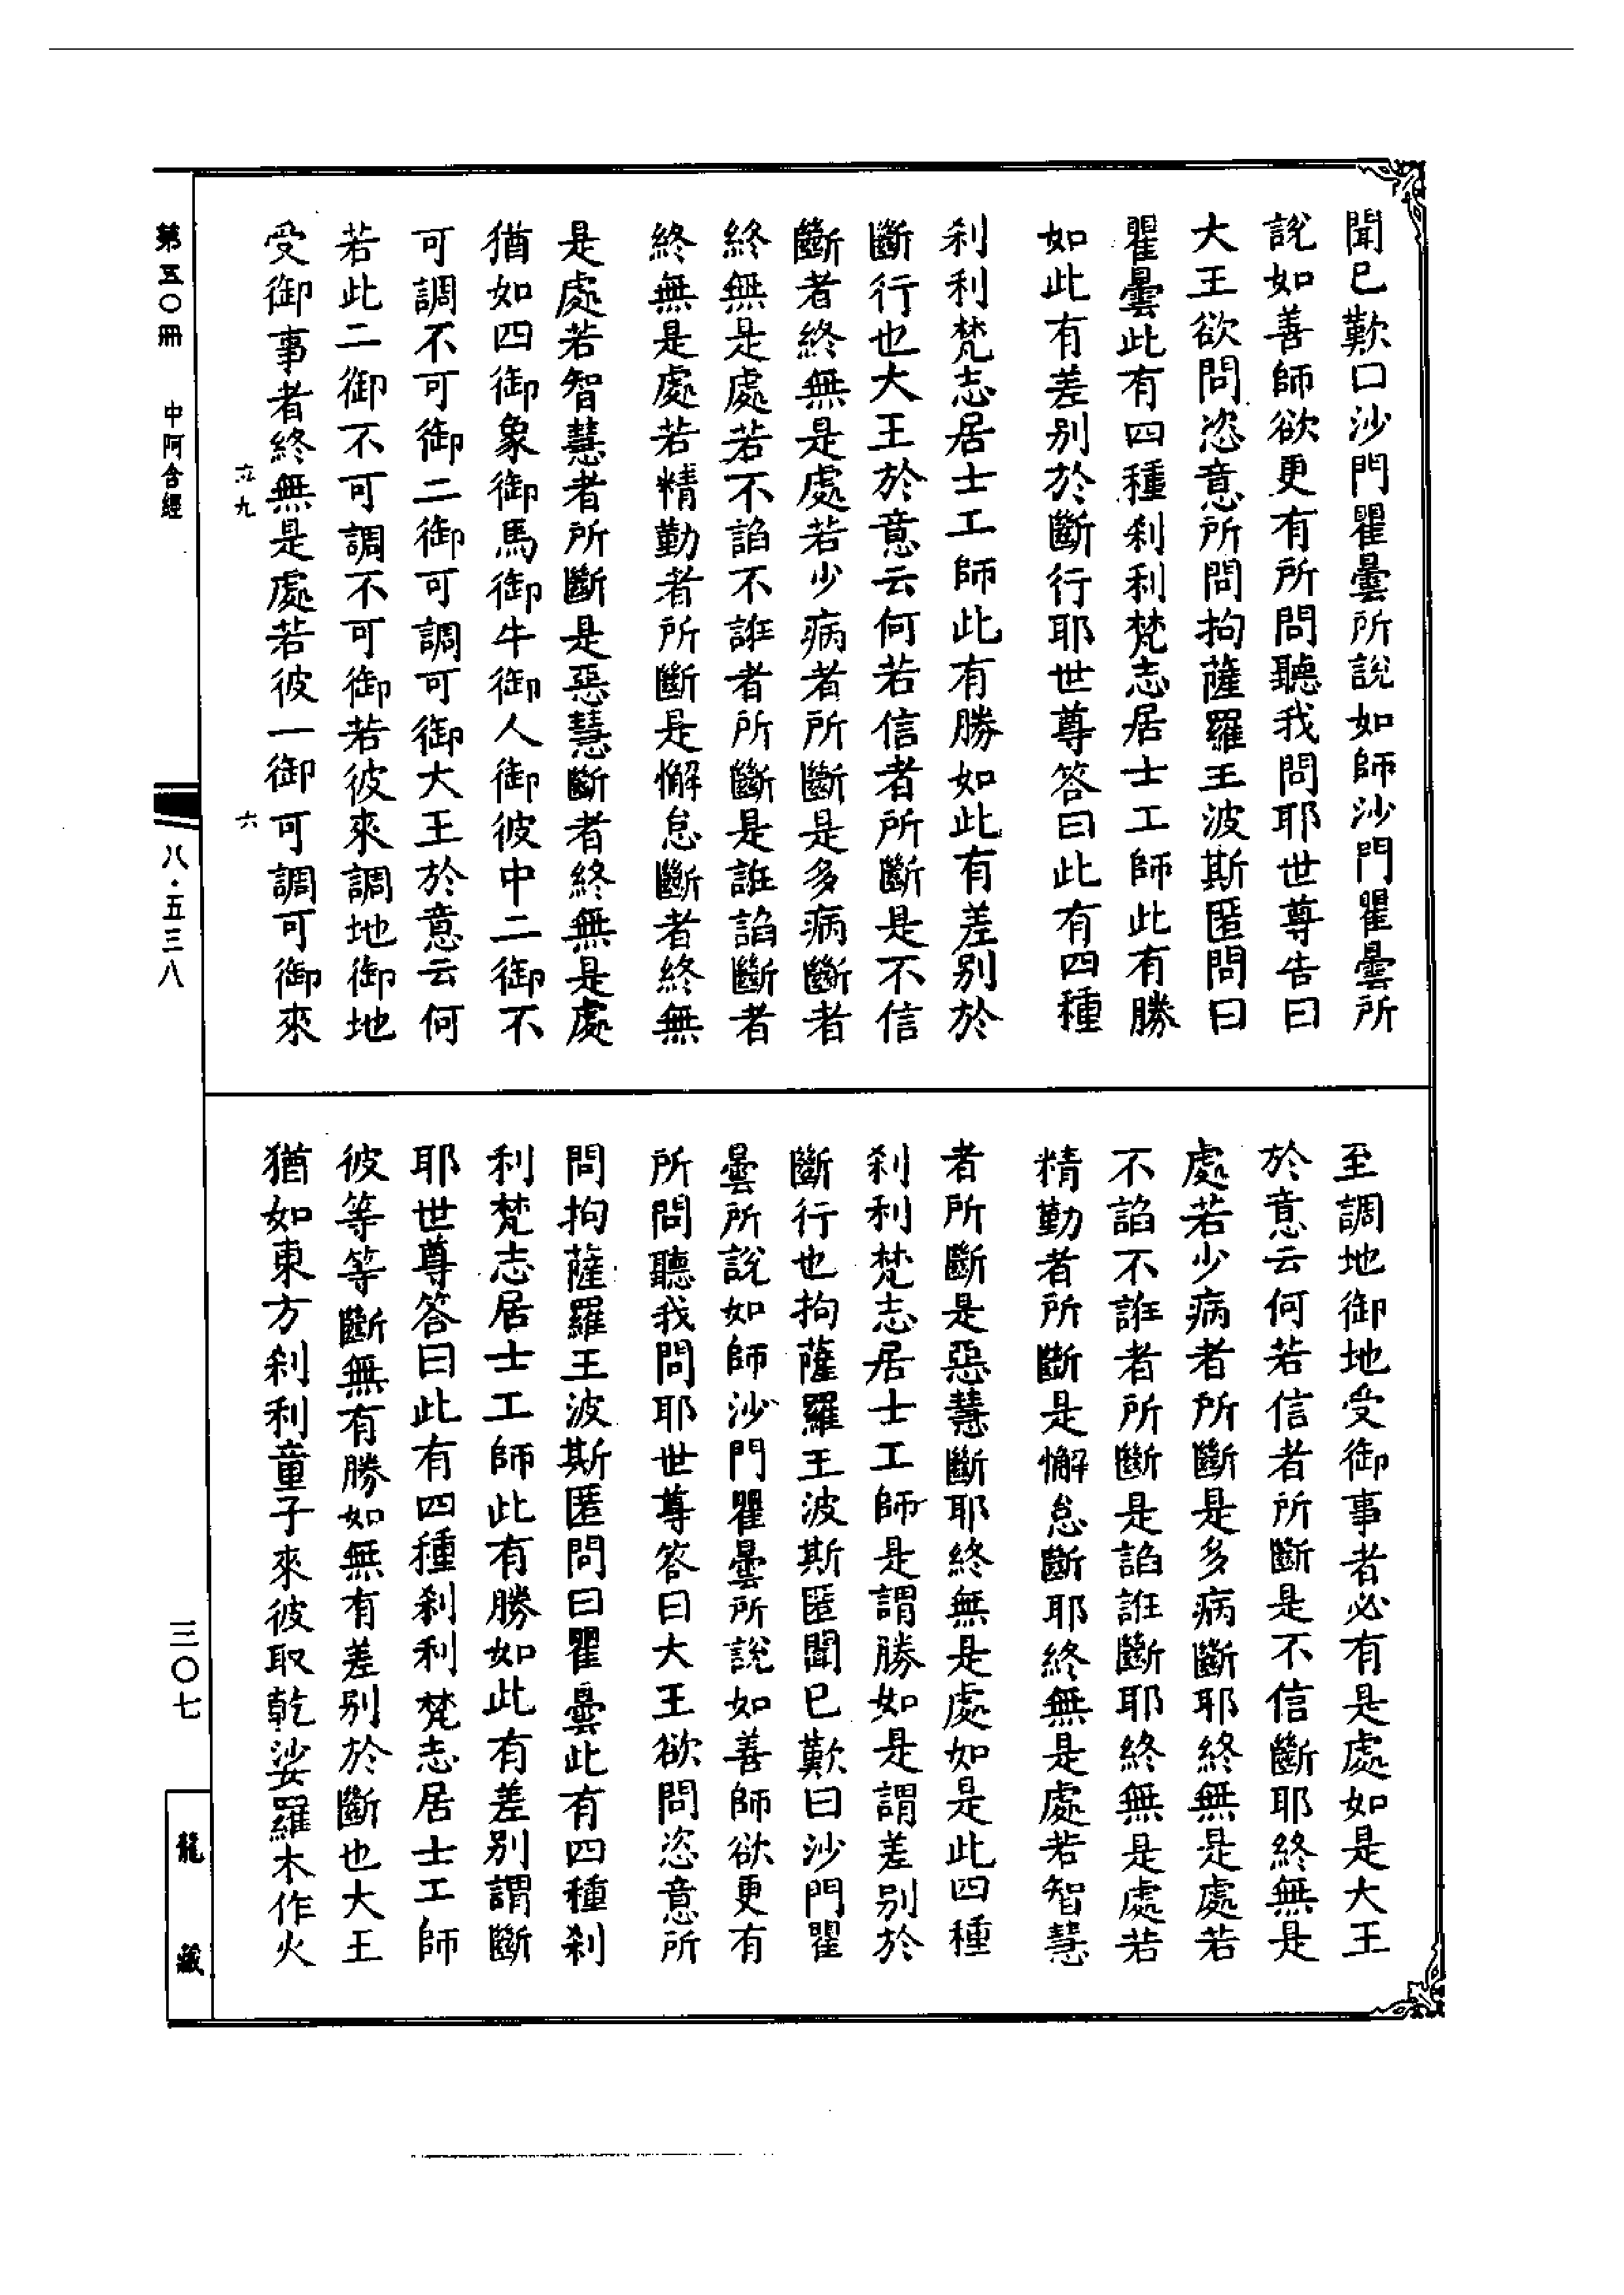 聞已歎口沙門瞿曇所說如師沙門瞿曇所
說如善師欲更有所問聽我問耶世尊告曰
大王欲問恣意所問拘薩羅王波斯匿問曰
瞿曇此有四種剎利梵志居士工師此有勝
如此有差別於斷行耶世尊答曰此有四種
剎利梵志居士工師此有勝如此有差別於
斷行也大王於意云何若信者所斷是不信
斷者終無是處若少病者所斷是多病斷者
終無是處若不諂不誑者所斷是誑諂斷者
終無是處若精勤者所斷是懈怠斷者終無
是處若智慧者所斷是惡慧斷者終無是處
猶如四御象御馬御牛御人御彼中二御不
可調不可御二御可調可御大王於意云何
若此二御不可調不可御若彼來調地御地
受御事者終無是處若彼一御可調可御來
至調地御地受御事者必有是處如是大王
於意云何若信者所斷是不信斷耶終無是
處若少病者所斷是多病斷耶終無是處若
不諂不誑者所斷是諂誑斷耶終無是處若
精勤者所斷是懈怠斷耶終無是處若智慧
者所斷是惡慧斷耶終無是處如是此四種
剎利梵志居士工師是謂勝如是謂差別於
斷行也拘薩羅王波斯匿聞已歎曰沙門瞿
曇所說如師沙門瞿曇所說如善師欲更有
所問聽我問耶世尊答曰大王欲問恣意所
問拘薩羅王波斯匿問曰瞿曇此有四種剎
利梵志居士工師此有勝如此有差別謂斷
耶世尊答曰此有四種剎利梵志居士工師
彼等等斷無有勝如無有差別於斷也大王
猶如東方剎利童子來彼取乾娑羅木作火
六九
六
第五〇冊 中阿含經
八·五三八
三〇七
龍藏